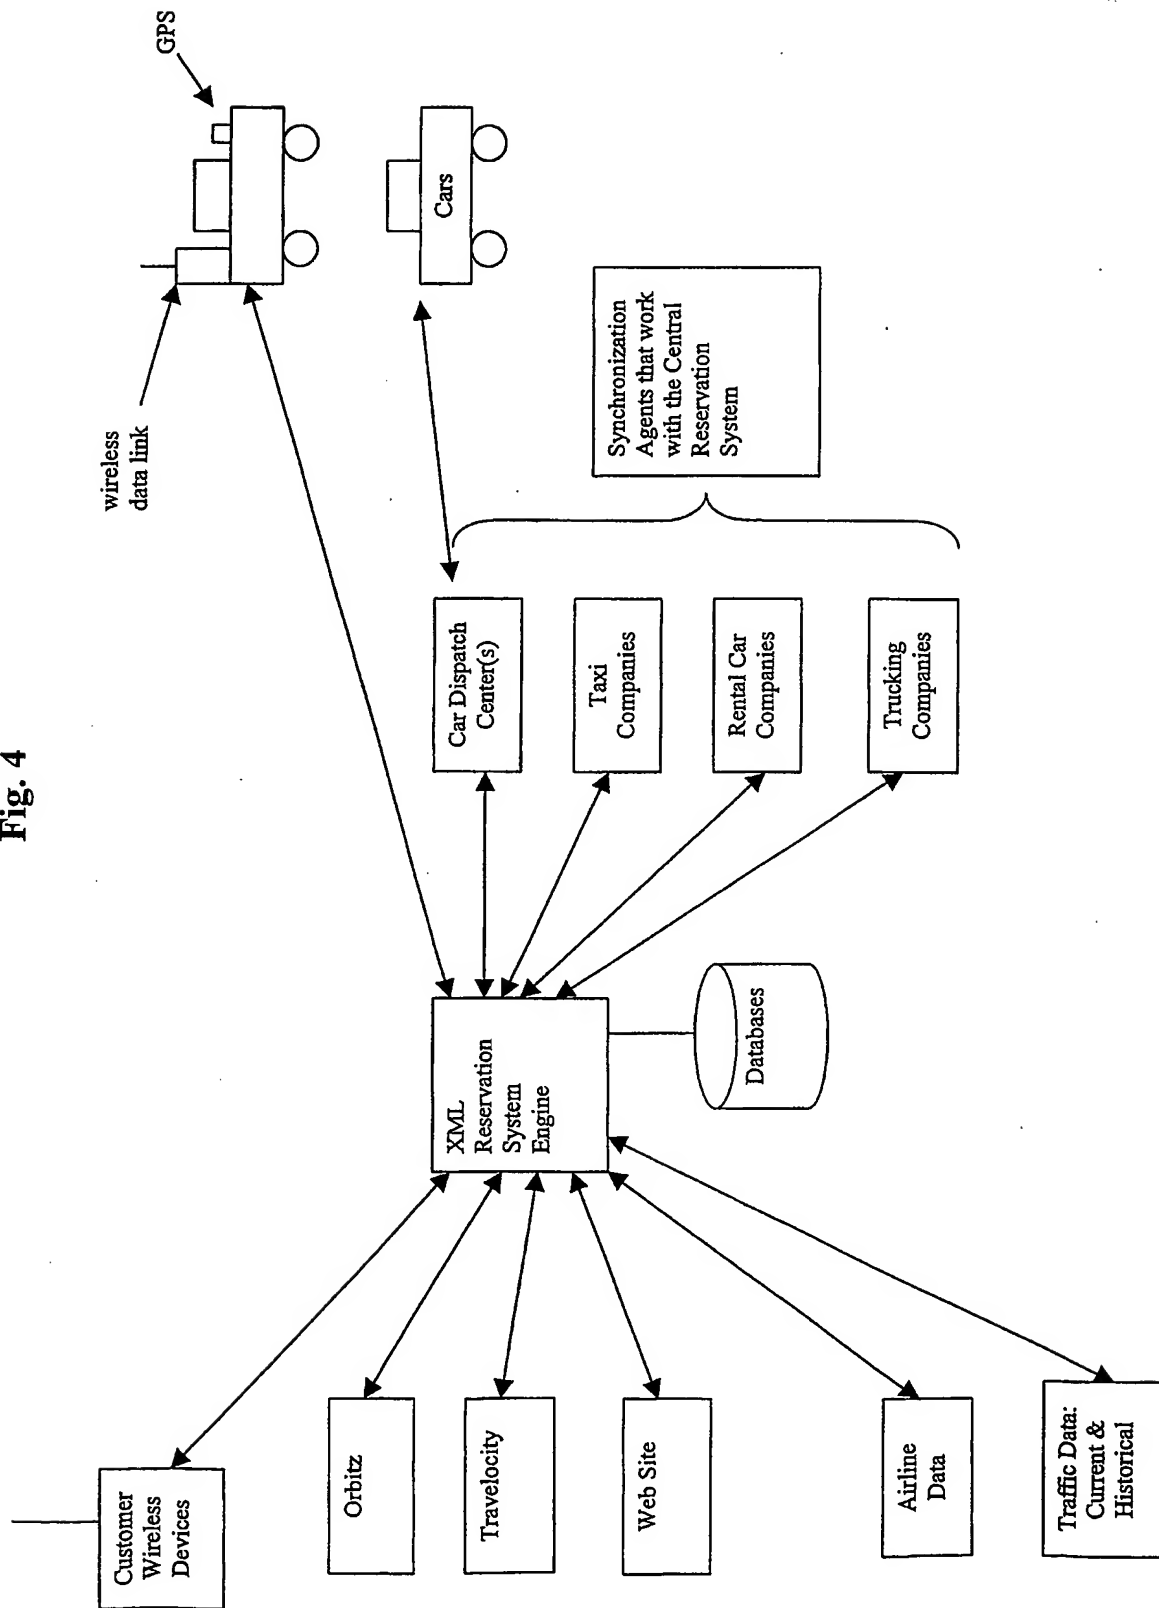 Fig. 4
Customer
Wireless
Devices
Orbitz
Travelocity
Web Site
Airline
Data
Traffic Data:
Current &
Historical
XML
Reservation
System
Engine
Databases
Car Dispatch
Center(s)
Taxi
Companies
Rental Car
Companies
Trucking
Companies
Synchronization
Agents that work
with the Central
Reservation
System
wireless
data link
GPS
Cars